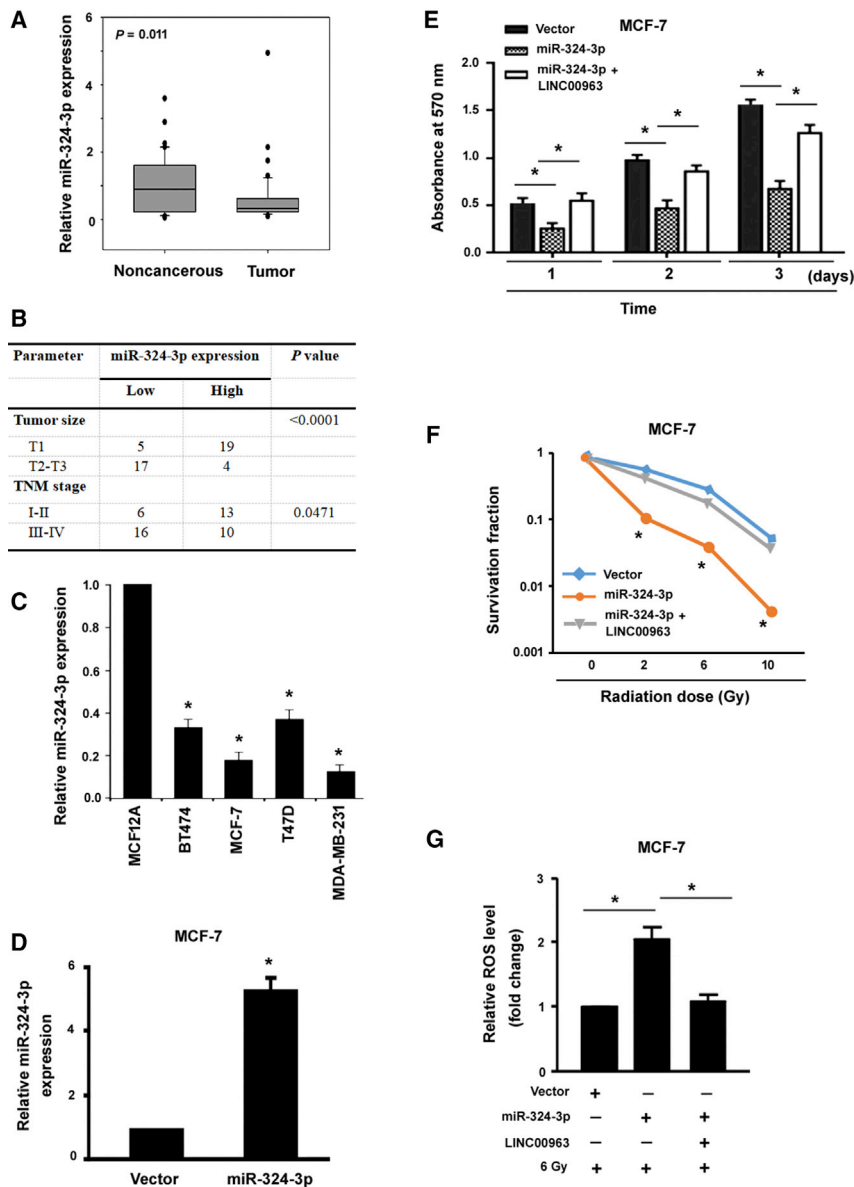 A
Relative miR-324-3p expression
6
4
2
0
P = 0.011
Noncancerous Tumor
B
Parameter miR-324-3p expression P value
Low High
Tumor size <0.0001
T1 5 19
T2-T3 17 4
TNM stage
I-II 6 13 0.0471
III-IV 16 10
C
Relative miR-324-3p expression
1.0
0.8
0.6
0.4
0.2
0.0
* * * *
MCF12A
BT474
MCF-7
T47D
MDA-MB-231
D
MCF-7
Relative miR-324-3p
expression
6
4
2
0
*
Vector miR-324-3p
E
MCF-7
Vector
miR-324-3p
miR-324-3p +
LINC00963
Absorbance at 570 nm
2.0
1.5
1.0
0.5
0.0
* * * * * *
1 2 3 (days)
Time
F
MCF-7
Survivation fraction
1
0.1
0.01
0.001
* * *
Vector
miR-324-3p
miR-324-3p +
LINC00963
0 2 6 10
Radiation dose (Gy)
G
MCF-7
Relative ROS level
(fold change)
3
2
1
0
* *
Vector + – –
miR-324-3p – + +
LINC00963 – – +
6 Gy + + +